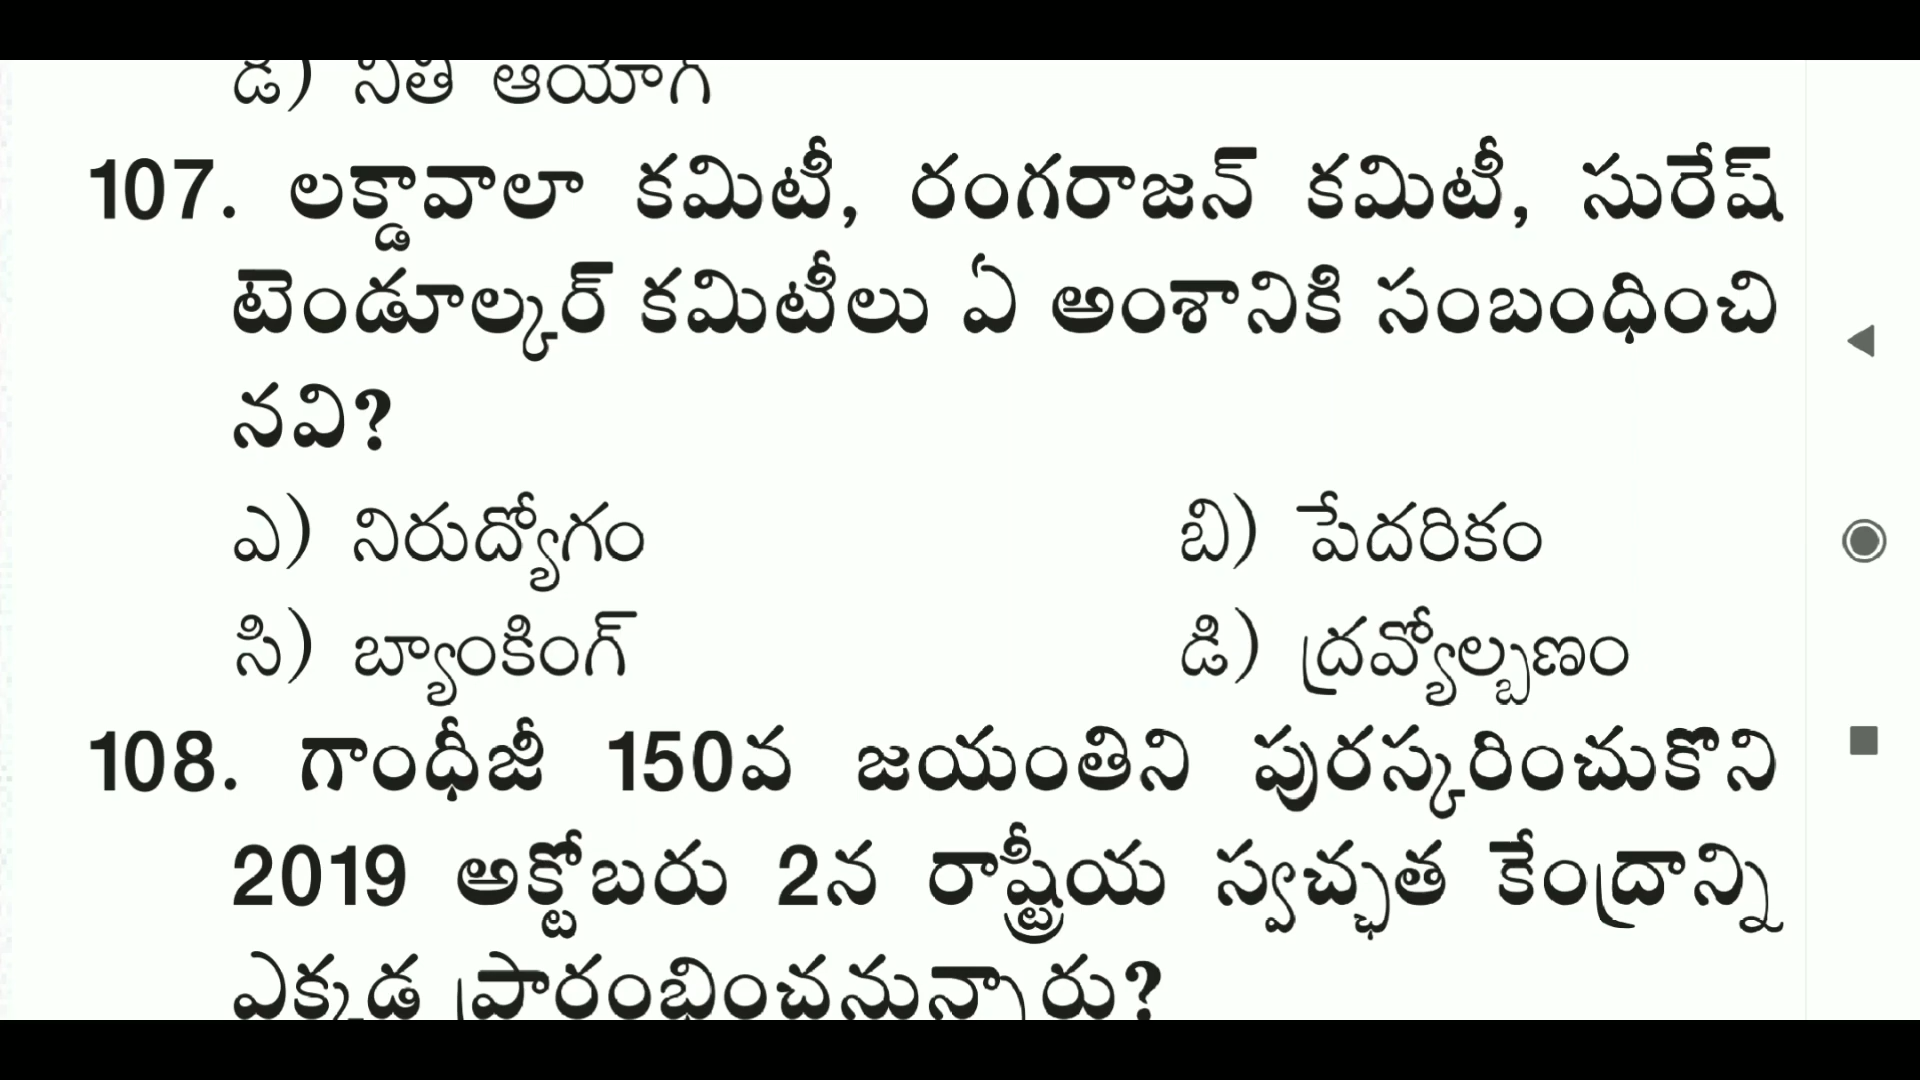 డి) నీతి ఆయోగ్
107. లక్డావాలా కమిటీ, రంగరాజన్ కమిటీ, సురేష్
టెండూల్కర్ కమిటీలు ఏ అంశానికి సంబంధించి
నవి?
ఎ) నిరుద్యోగం బి) పేదరికం
సి) బ్యాంకింగ్ డి) ద్రవ్యోల్బణం
108. గాంధీజీ 150వ జయంతిని పురస్కరించుకొని
2019 అక్టోబరు 2న రాష్ట్రీయ స్వచ్ఛత కేంద్రాన్ని
ఎక్కడ ప్రారంభించనున్నారు?